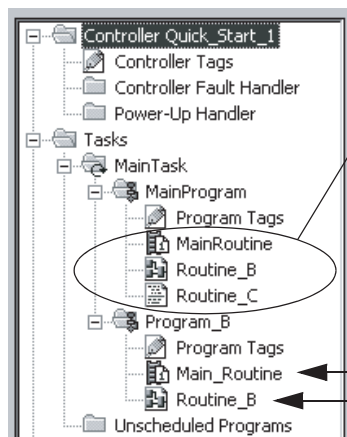 Controller Quick_Start_1
Controller Tags
Controller Fault Handler
Power-Up Handler
Tasks
MainTask
MainProgram
Program Tags
MainRoutine
Routine_B
Routine_C
Program_B
Program Tags
Main_Routine
Routine_B
Unscheduled Programs